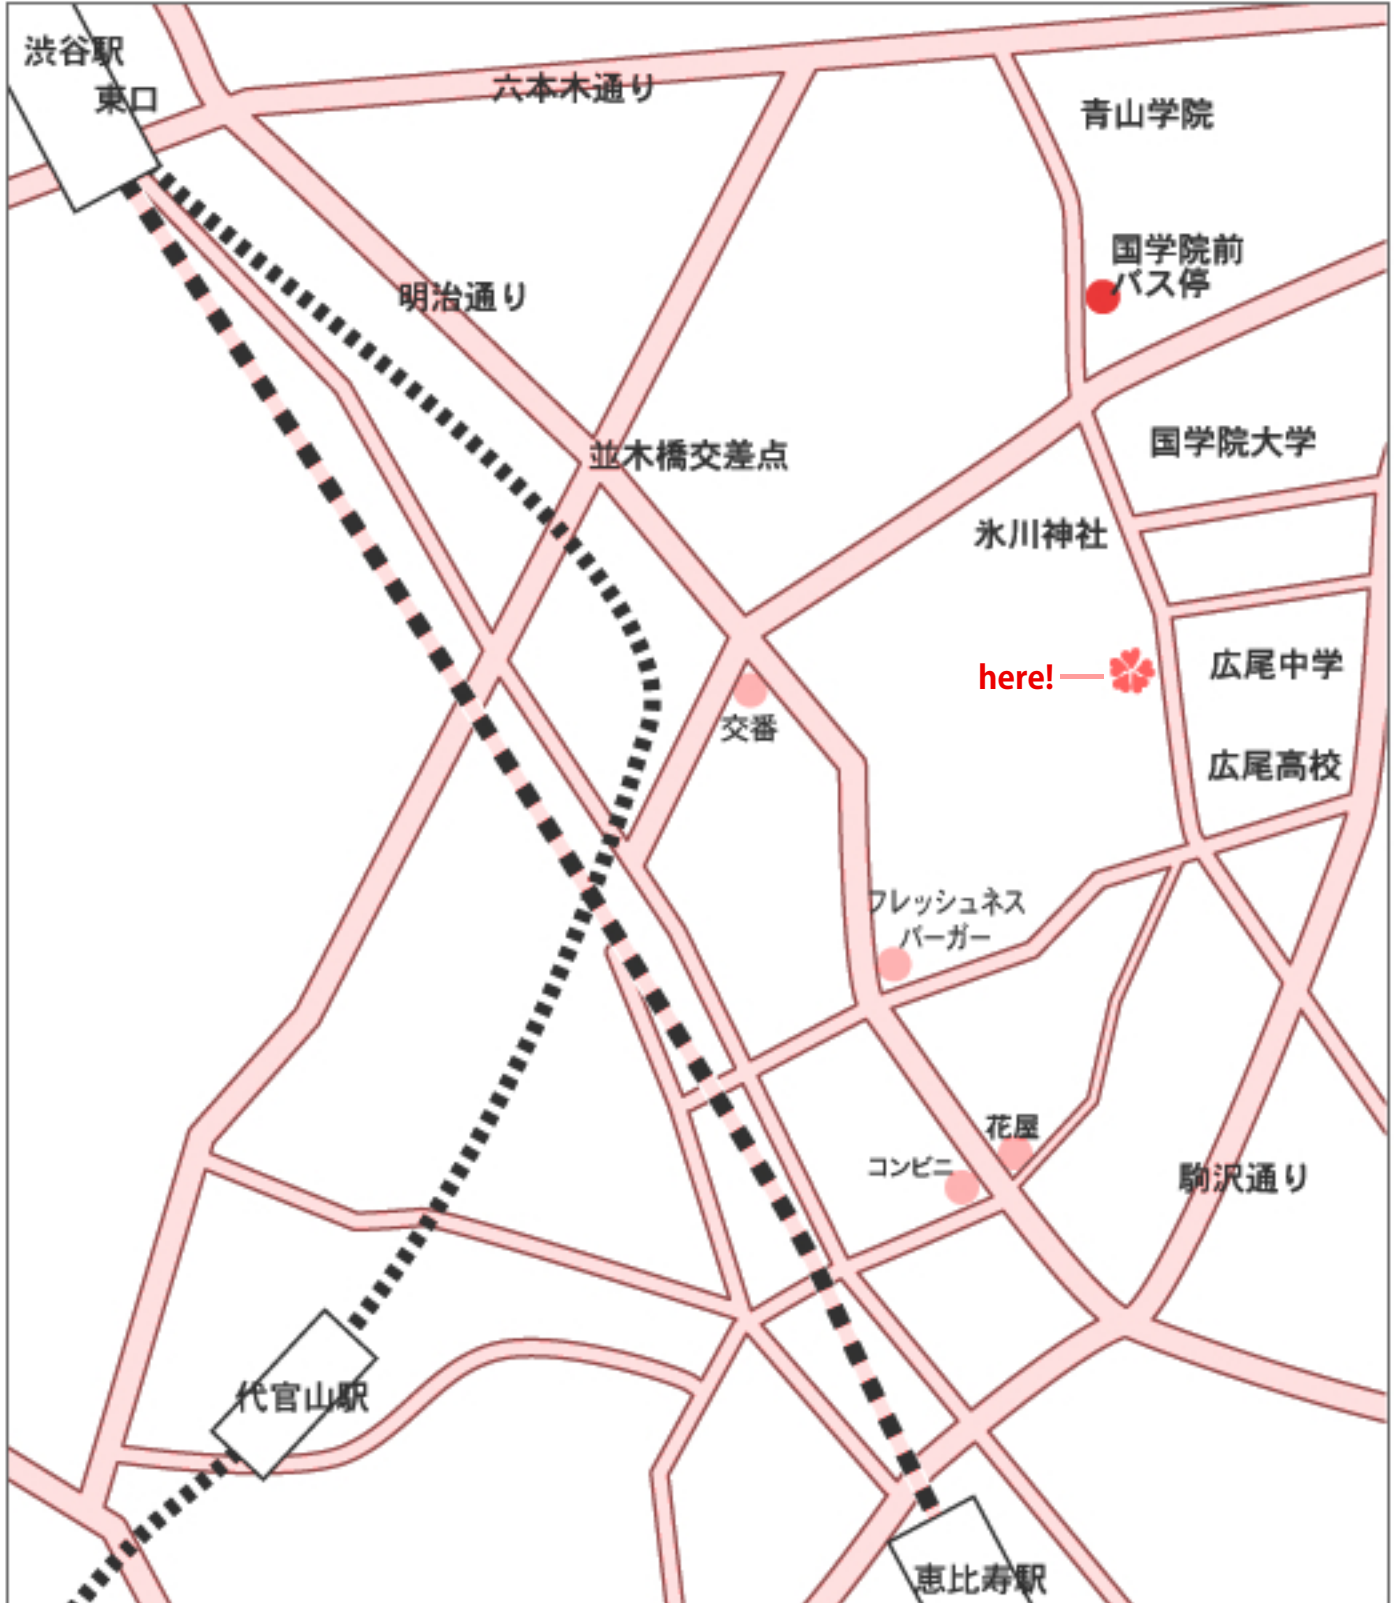 渋谷駅
東口
六本木通り
青山学院
国学院前
バス停
明治通り
並木橋交差点
国学院大学
氷川神社
here!
広尾中学
交番
広尾高校
フレッシュネス
バーガー
花屋
コンビニ
駒沢通り
代官山駅
恵比寿駅